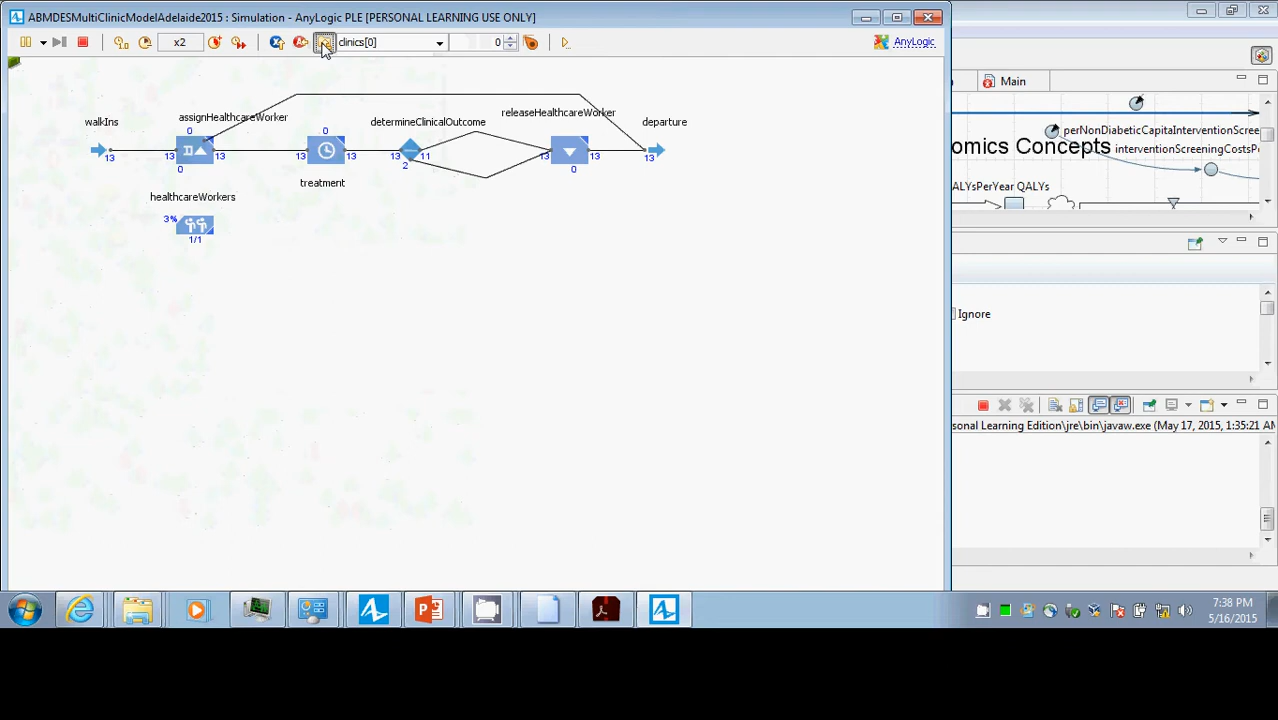 ABMDESMultiClinicModelAdelaide2015 : Simulation - AnyLogic PLE [PERSONAL LEARNING USE ONLY]
x2
clinics[0]
0
AnyLogic
Main
walkIns
assignHealthcareWorker
determineClinicalOutcome
releaseHealthcareWorker
departure
0
0
13
13
13
13
13
13
11
13
13
13
0
2
0
treatment
healthcareWorkers
3%
1/1
perNonDiabeticCapitaInterventionScree
omics Concepts
interventionScreeningCostsP
ALYsPerYear QALYs
Ignore
sonal Learning Edition\jre\bin\javaw.exe (May 17, 2015, 1:35:21 AM
7:38 PM
5/16/2015